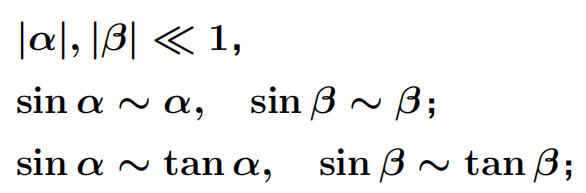 |α|, |β| ≪ 1,
sin α ∼ α, sin β ∼ β;
sin α ∼ tan α, sin β ∼ tan β;